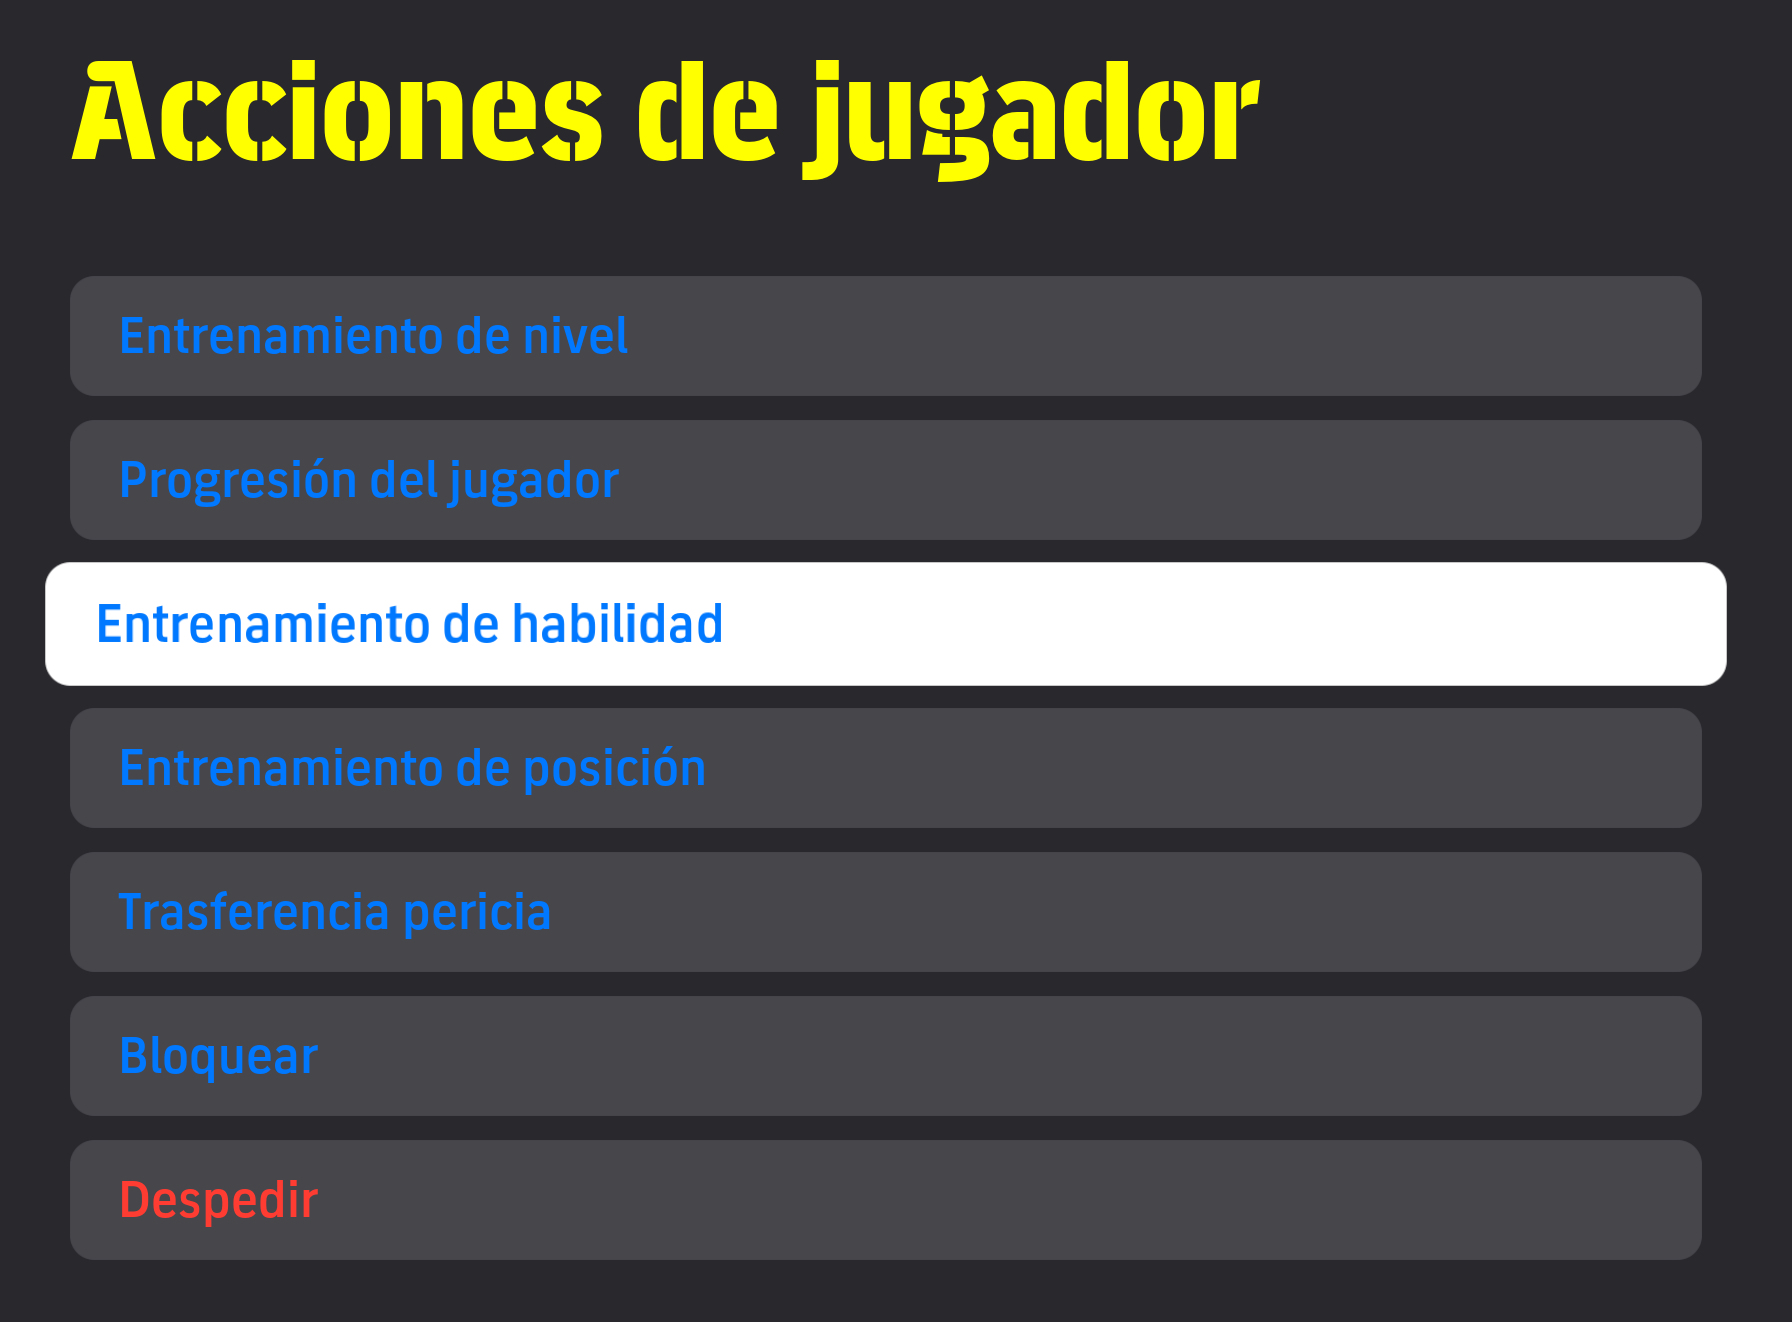 Acciones de jugador
Entrenamiento de nivel
Progresión del jugador
Entrenamiento de habilidad
Entrenamiento de posición
Trasferencia pericia
Bloquear
Despedir